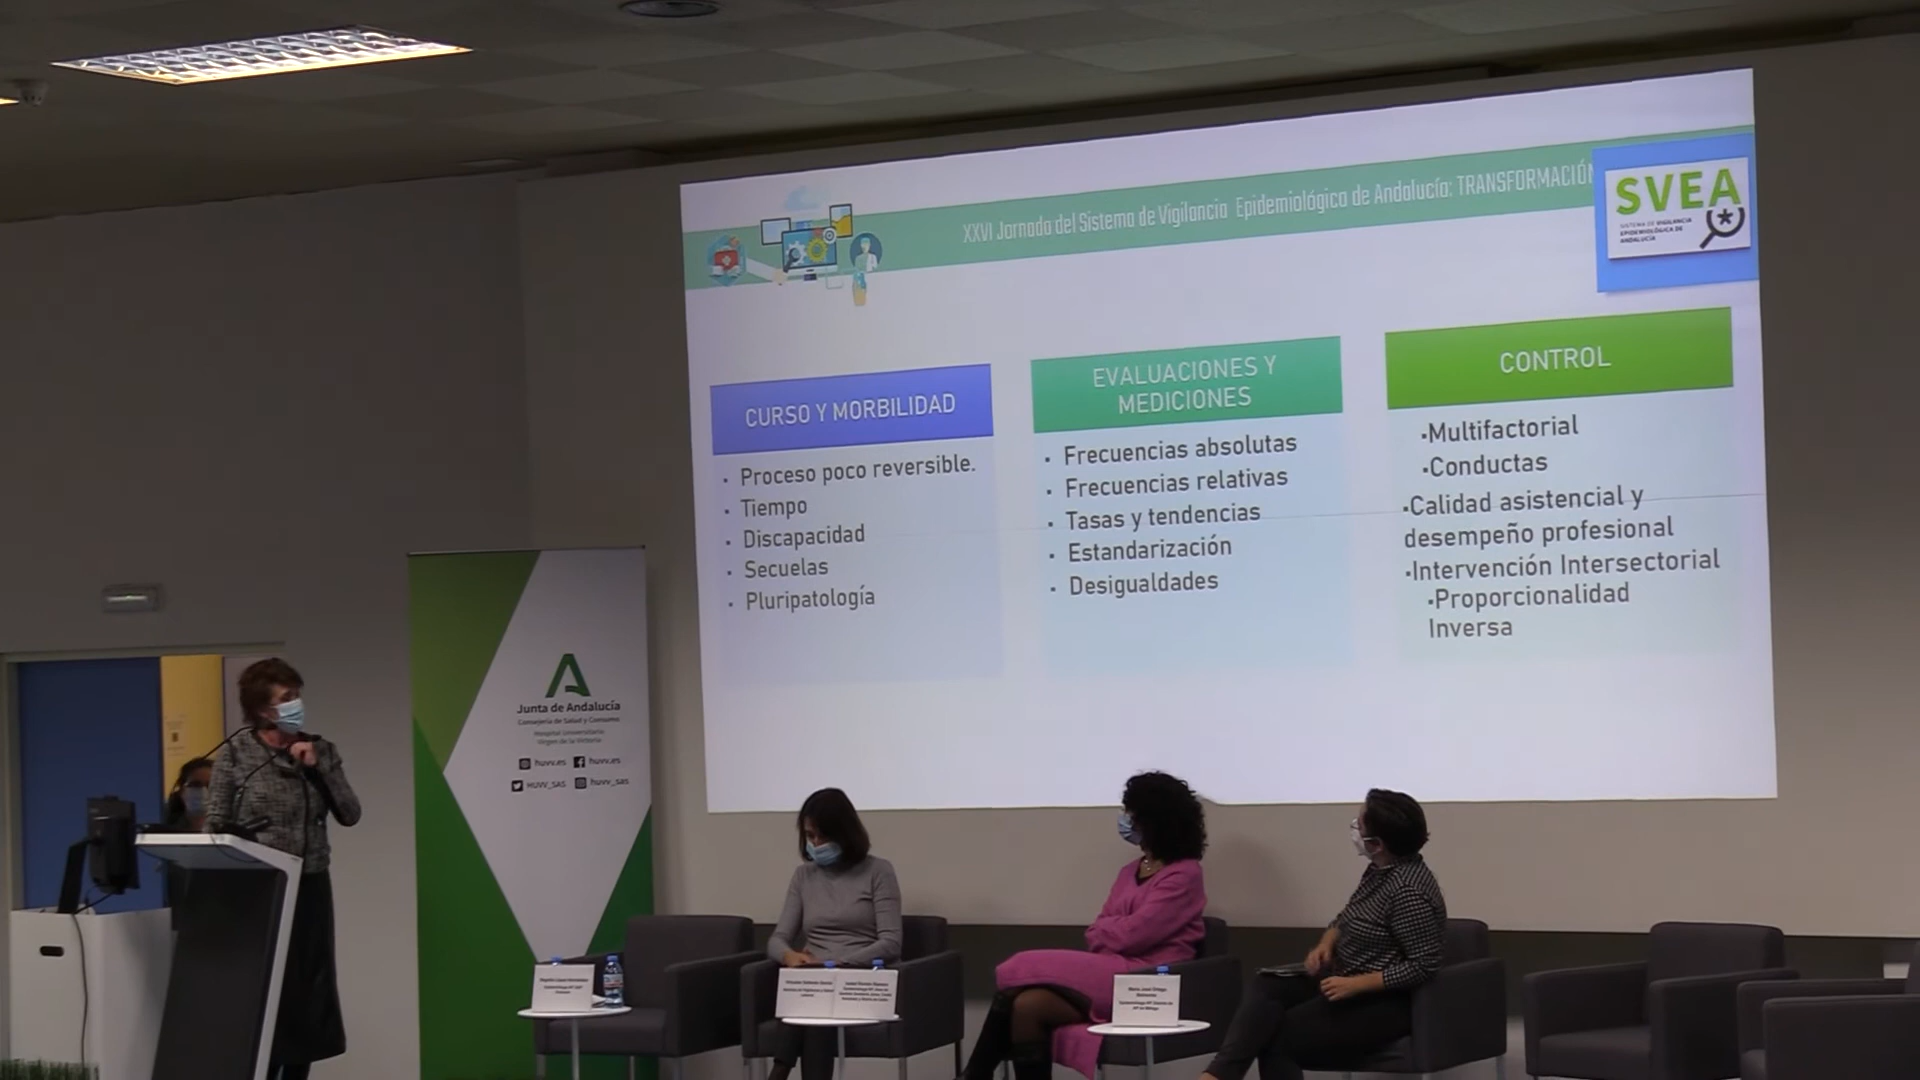 XXVI Jornada del Sistema de Vigilancia Epidemiológica de Andalucía: TRANSFORMACIÓN
SVEA
SISTEMA DE VIGILANCIA
EPIDEMIOLÓGICA DE
ANDALUCÍA
CURSO Y MORBILIDAD
• Proceso poco reversible.
• Tiempo
• Discapacidad
• Secuelas
• Pluripatología
EVALUACIONES Y
MEDICIONES
• Frecuencias absolutas
• Frecuencias relativas
• Tasas y tendencias
• Estandarización
• Desigualdades
CONTROL
•Multifactorial
•Conductas
•Calidad asistencial y
desempeño profesional
•Intervención Intersectorial
•Proporcionalidad
Inversa
Junta de Andalucía
Consejería de Salud y Consumo
Hospital Universitario
Virgen de la Victoria
huvv.es
huvv.es
HUVV_SAS
huvv_sas
María José Ortega